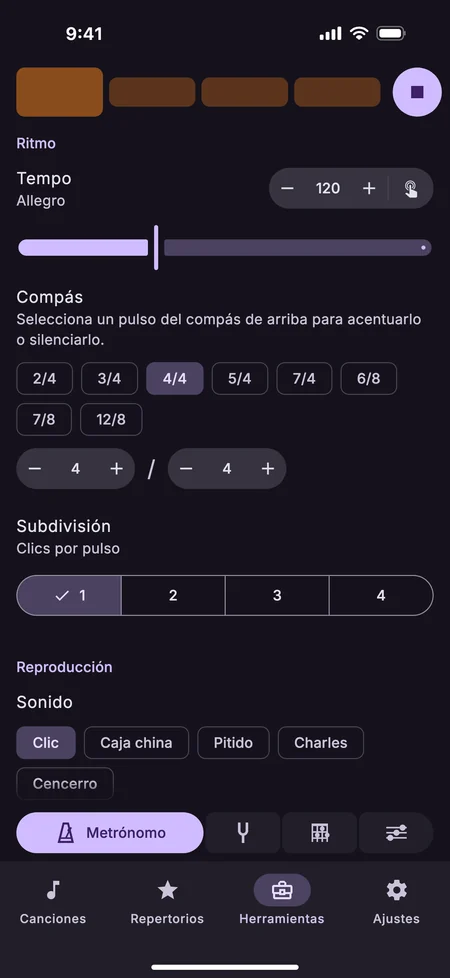 9:41
Ritmo
Tempo
Allegro
120
Compás
Selecciona un pulso del compás de arriba para acentuarlo
o silenciarlo.
2/4 3/4 4/4 5/4 7/4 6/8
7/8 12/8
4 / 4
Subdivisión
Clics por pulso
1 2 3 4
Reproducción
Sonido
Clic Caja china Pitido Charles
Cencerro
Metrónomo
Canciones Repertorios Herramientas Ajustes